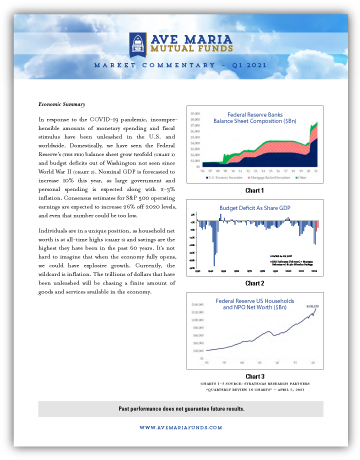 AVE MARIA
MUTUAL FUNDS
MARKET COMMENTARY – Q1 2021
Economic Summary
In response to the COVID-19 pandemic, incompre-
hensible amounts of monetary spending and fiscal
stimulus have been unleashed in the U.S. and
worldwide. Domestically, we have seen the Federal
Reserve's (THE FED) balance sheet grow tenfold (CHART 1)
and budget deficits out of Washington not seen since
World War II (CHART 2). Nominal GDP is forecasted to
increase 10% this year, as large government and
personal spending is expected along with 2-3%
inflation. Consensus estimates for S&P 500 operating
earnings are expected to increase 26% off 2020 levels,
and even that number could be too low.
Individuals are in a unique position, as household net
worth is at all-time highs (CHART 3) and savings are the
highest they have been in the past 60 years. It's not
hard to imagine that when the economy fully opens,
we could have explosive growth. Currently, the
wildcard is inflation. The trillions of dollars that have
been unleashed will be chasing a finite amount of
goods and services available in the economy.
Federal Reserve Banks
Balance Sheet Composition ($Bn)
Chart 1
Budget Deficit As Share GDP
Chart 2
Federal Reserve US Households
and NPO Net Worth ($Bn)
Chart 3
CHARTS 1-3 SOURCE: STRATEGAS RESEARCH PARTNERS
"QUARTERLY REVIEW IN CHARTS" – APRIL 1, 2021
Past performance does not guarantee future results.
WWW.AVEMARIAFUNDS.COM